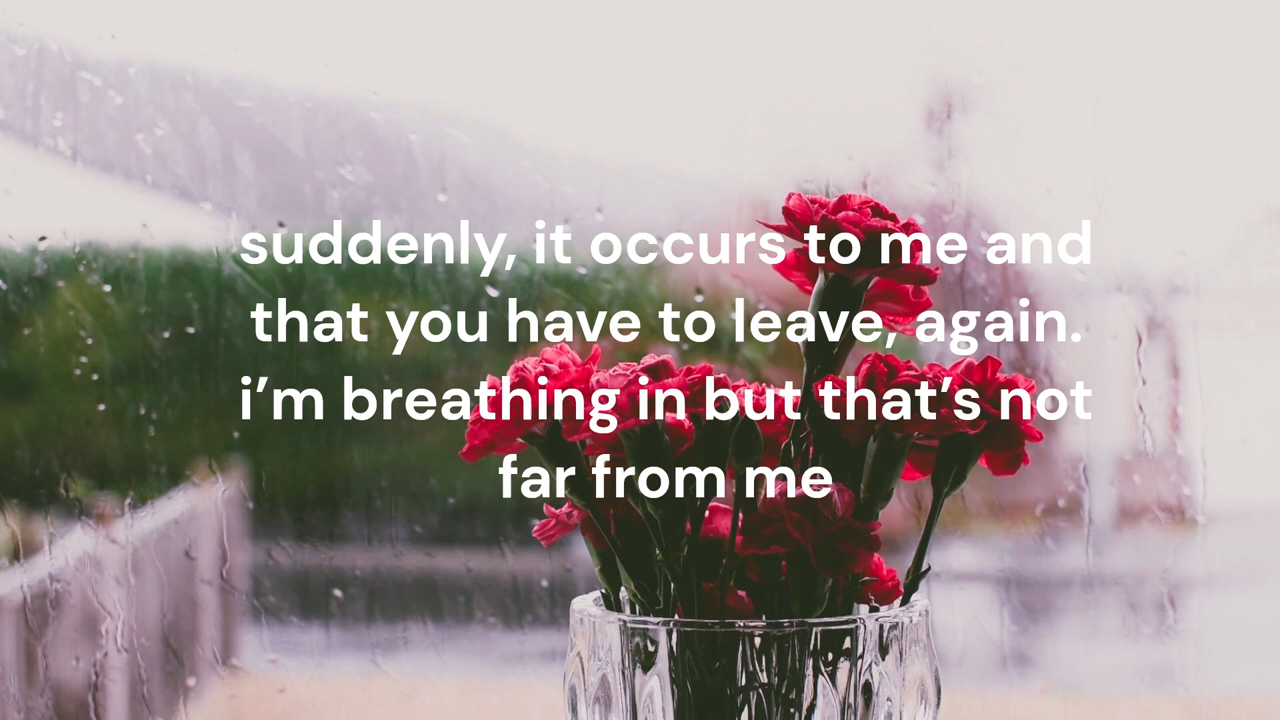 suddenly, it occurs to me and
that you have to leave, again.
i’m breathing in but that’s not
far from me